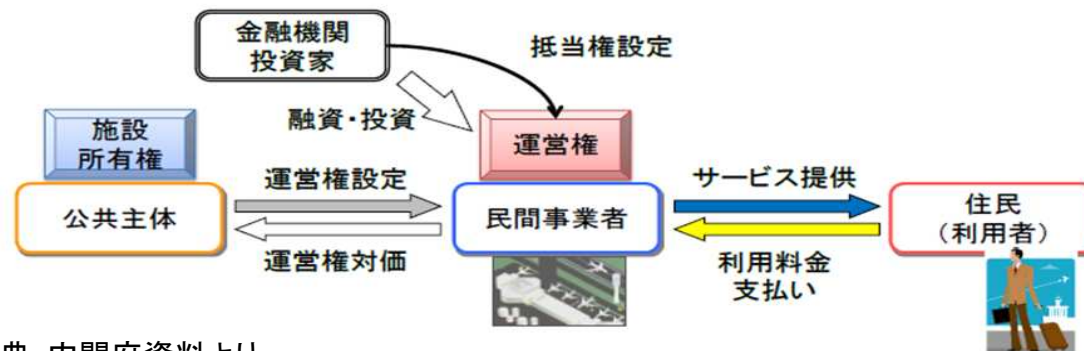 金融機関
投資家
抵当権設定
融資・投資
施設
所有権
運営権
運営権設定
サービス提供
公共主体
民間事業者
住民
（利用者）
運営権対価
利用料金
支払い